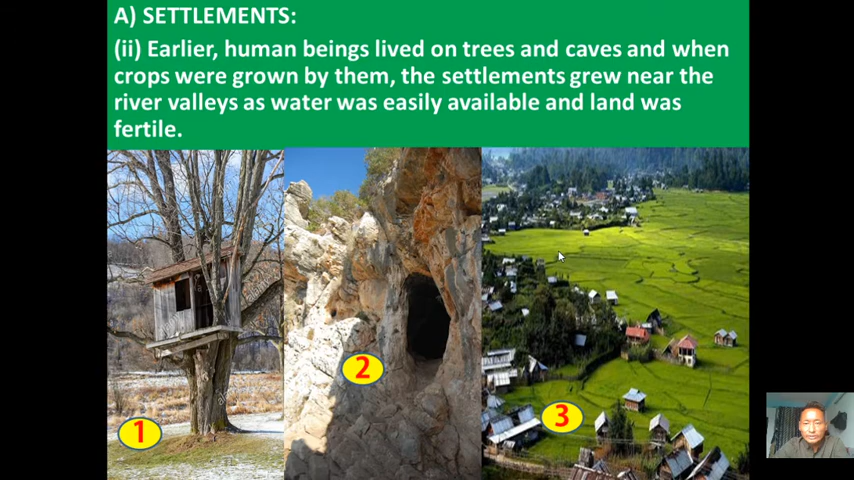 A) SETTLEMENTS:
(ii) Earlier, human beings lived on trees and caves and when
crops were grown by them, the settlements grew near the
river valleys as water was easily available and land was
fertile.
1
2
3